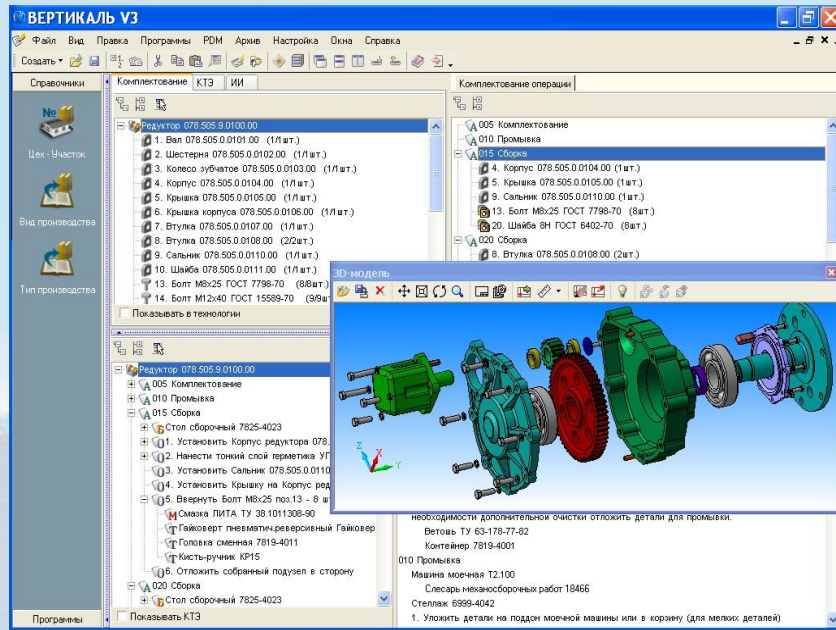 ВЕРТИКАЛЬ V3
Файл Вид Правка Программы PDM Архив Настройка Окна Справка
Создать
Справочники
Цех - Участок
Вид производства
Тип производства
Программы
Комплектование КТЭ ИИ
Редуктор 078.505.9.0100.00
1. Вал 078.505.0.0101.00 (1/1шт.)
2. Шестерня 078.505.0.0102.00 (1/1шт.)
3. Колесо зубчатое 078.505.0.0103.00 (1/1шт.)
4. Корпус 078.505.0.0104.00 (1/1шт.)
5. Крышка 078.505.0.0105.00 (1/1шт.)
6. Крышка корпуса 078.505.0.0106.00 (1/1шт.)
7. Втулка 078.505.0.0107.00 (1/1шт.)
8. Втулка 078.505.0.0108.00 (2/2шт.)
9. Сальник 078.505.0.0110.00 (1/1шт.)
10. Шайба 078.505.0.0111.00 (1/1шт.)
13. Болт М8х25 ГОСТ 7798-70 (8/8шт.)
14. Болт М12х40 ГОСТ 15589-70 (9/9шт
Показывать в технологии
Редуктор 078.505.9.0100.00
005 Комплектование
010 Промывка
015 Сборка
Стол сборочный 7825-4023
1. Установить Корпус редуктора 078.
2. Нанести тонкий слой герметика УГ
3. Установить Сальник 078.505.0.0110
4. Установить Крышку на Корпус ред
5. Ввернуть Болт М8х25 поз.13 - 8 ш
Смазка ЛИТА ТУ 38.1011308-90
Гайковерт пневматич.реверсивный Гайковер
Головка сменная 7819-4011
Кисть-ручник КР15
6. Отложить собранный подузел в сторону
020 Сборка
Стол сборочный 7825-4023
Показывать КТЭ
Комплектование операции
005 Комплектование
010 Промывка
015 Сборка
4. Корпус 078.505.0.0104.00 (1шт.)
5. Крышка 078.505.0.0105.00 (1шт.)
9. Сальник 078.505.0.0110.00 (1шт.)
13. Болт М8х25 ГОСТ 7798-70 (8шт.)
20. Шайба 8Н ГОСТ 6402-70 (8шт.)
020 Сборка
8. Втулка 078.505.0.0108.00 (2шт.)
3D-модель
Z
X
Y
необходимости дополнительной очистки отложить детали для промывки.
Ветошь ТУ 63-178-77-82
Контейнер 7819-4001
010 Промывка
Машина моечная Т2.100
Слесарь механосборочных работ 18466
Стеллаж 6999-4042
1. Уложить детали на поддон моечной машины или в корзину (для мелких деталей)